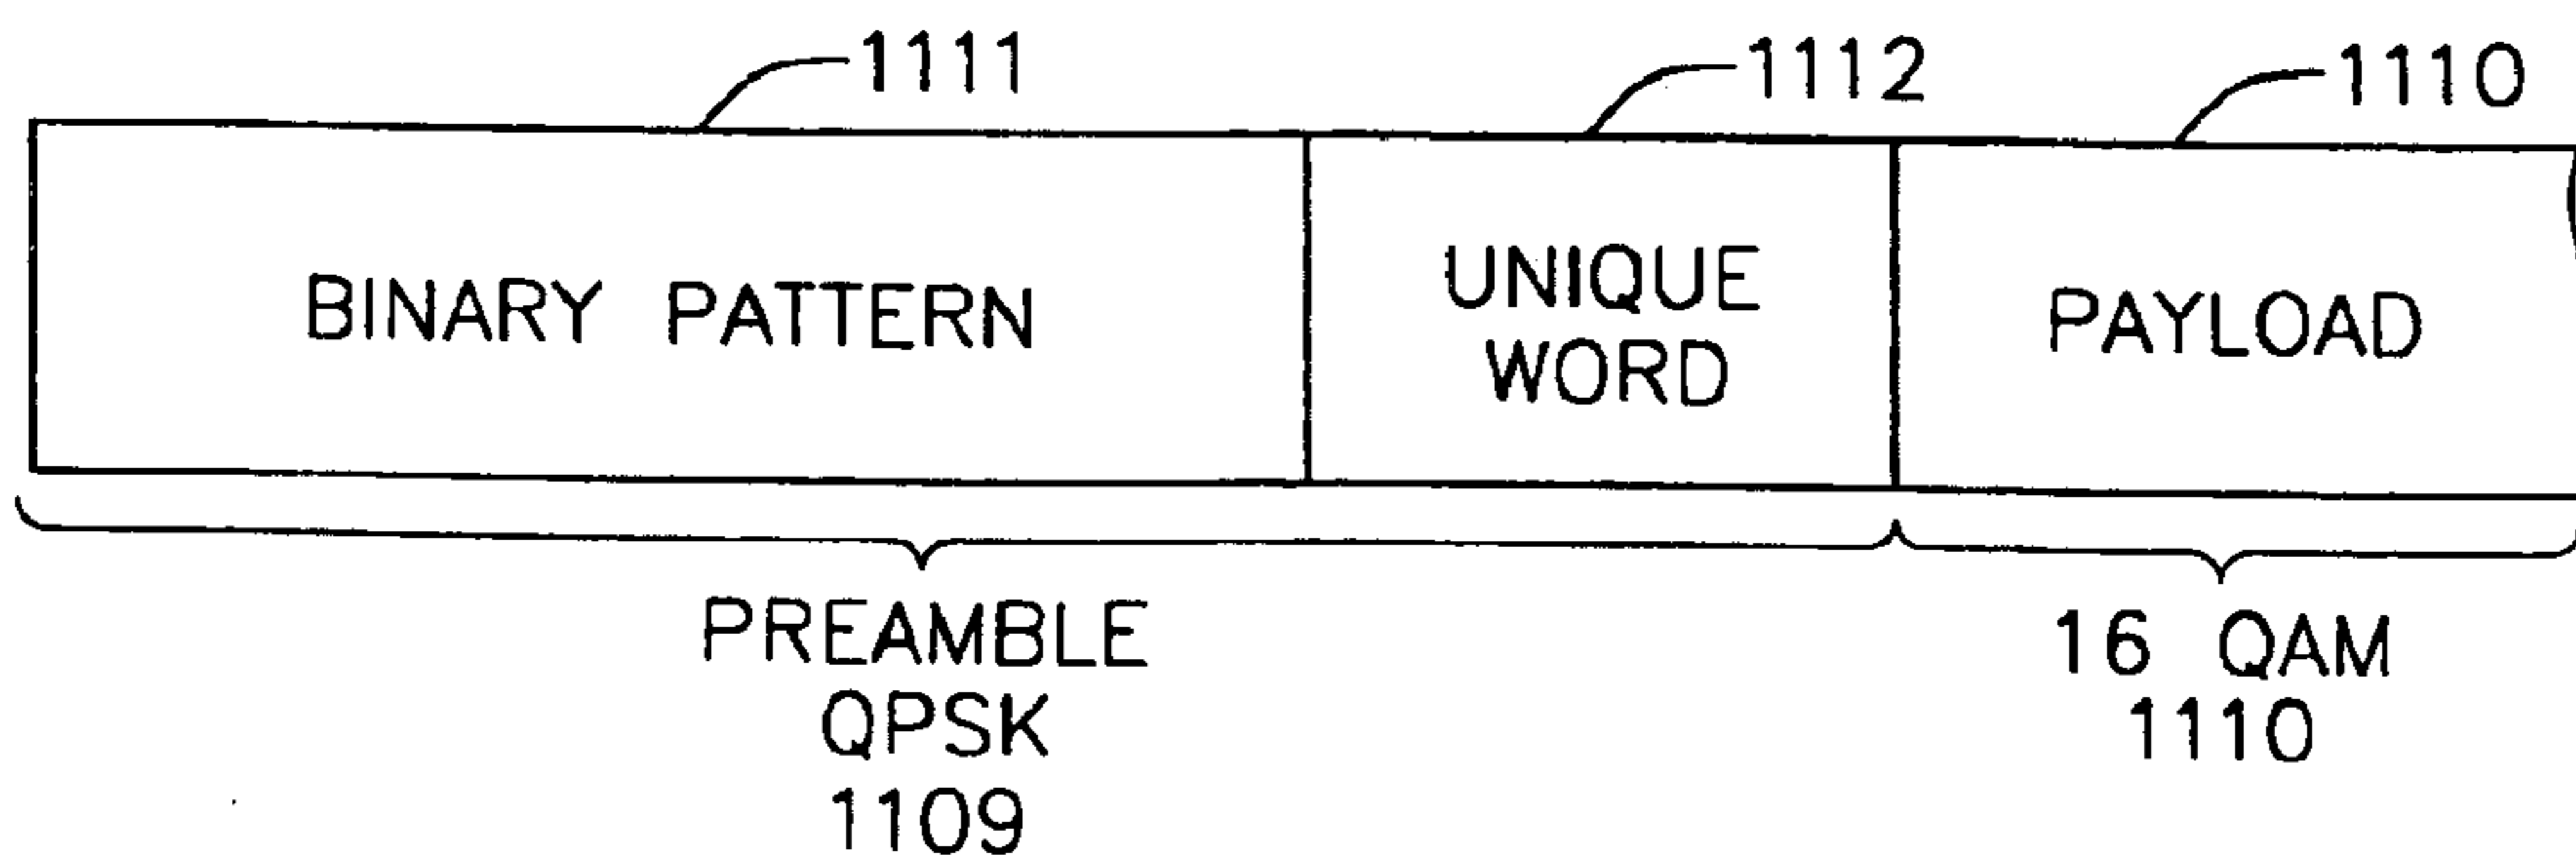 1111
1112
1110
BINARY PATTERN
UNIQUE
WORD
PAYLOAD
PREAMBLE
QPSK
1109
16 QAM
1110